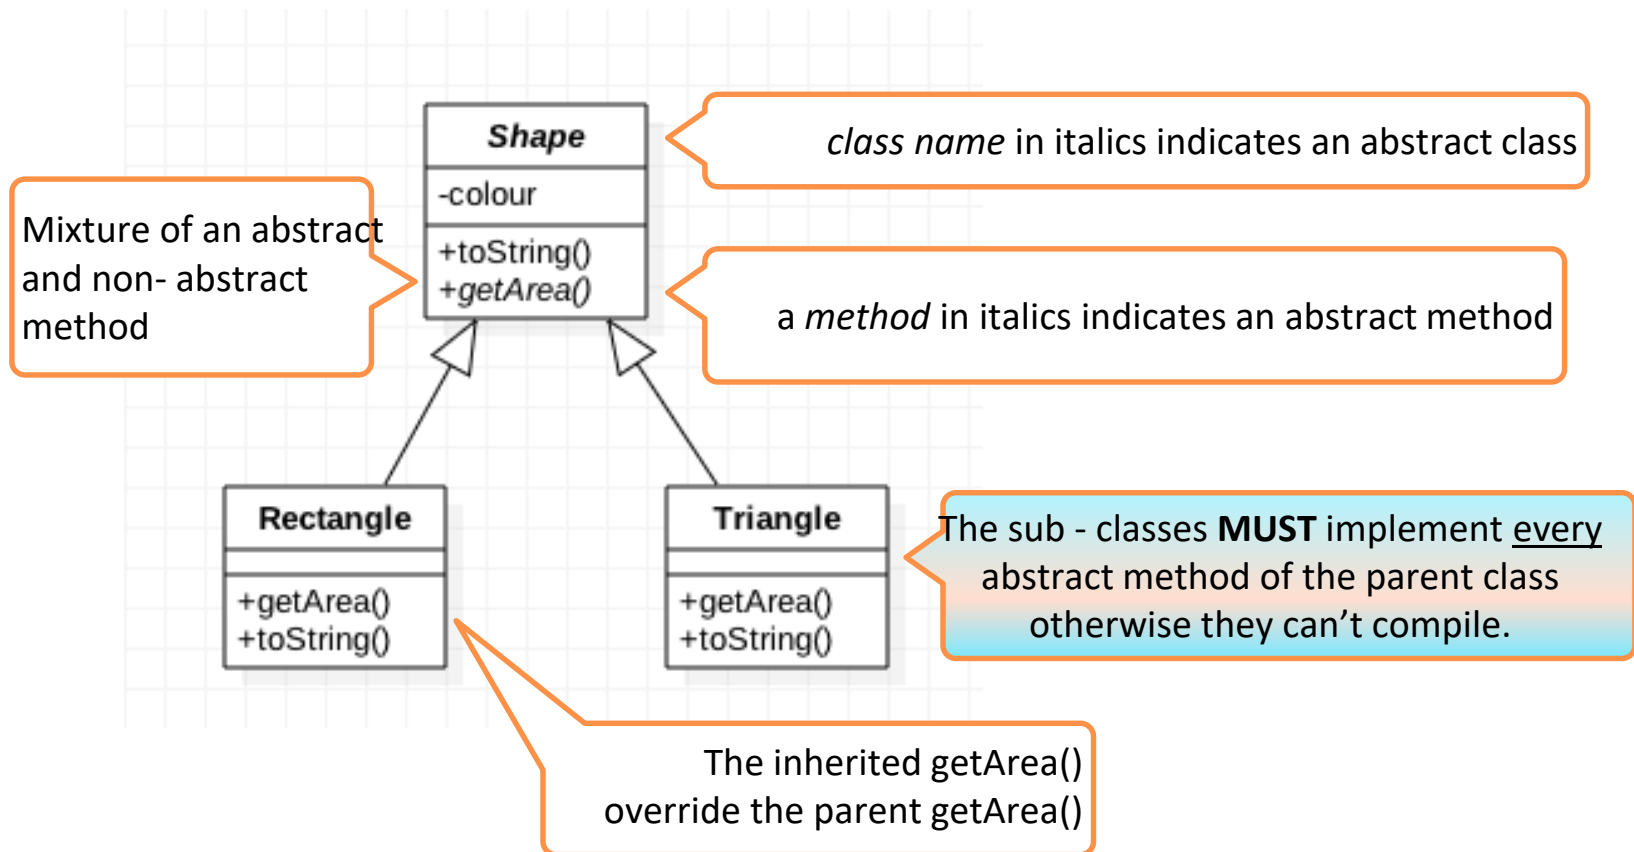 Shape
-colour
+toString()
+getArea()
class name in italics indicates an abstract class
Mixture of an abstract
and non- abstract
method
a method in italics indicates an abstract method
Rectangle
+getArea()
+toString()
Triangle
+getArea()
+toString()
The sub - classes MUST implement every
abstract method of the parent class
otherwise they can’t compile.
The inherited getArea()
override the parent getArea()